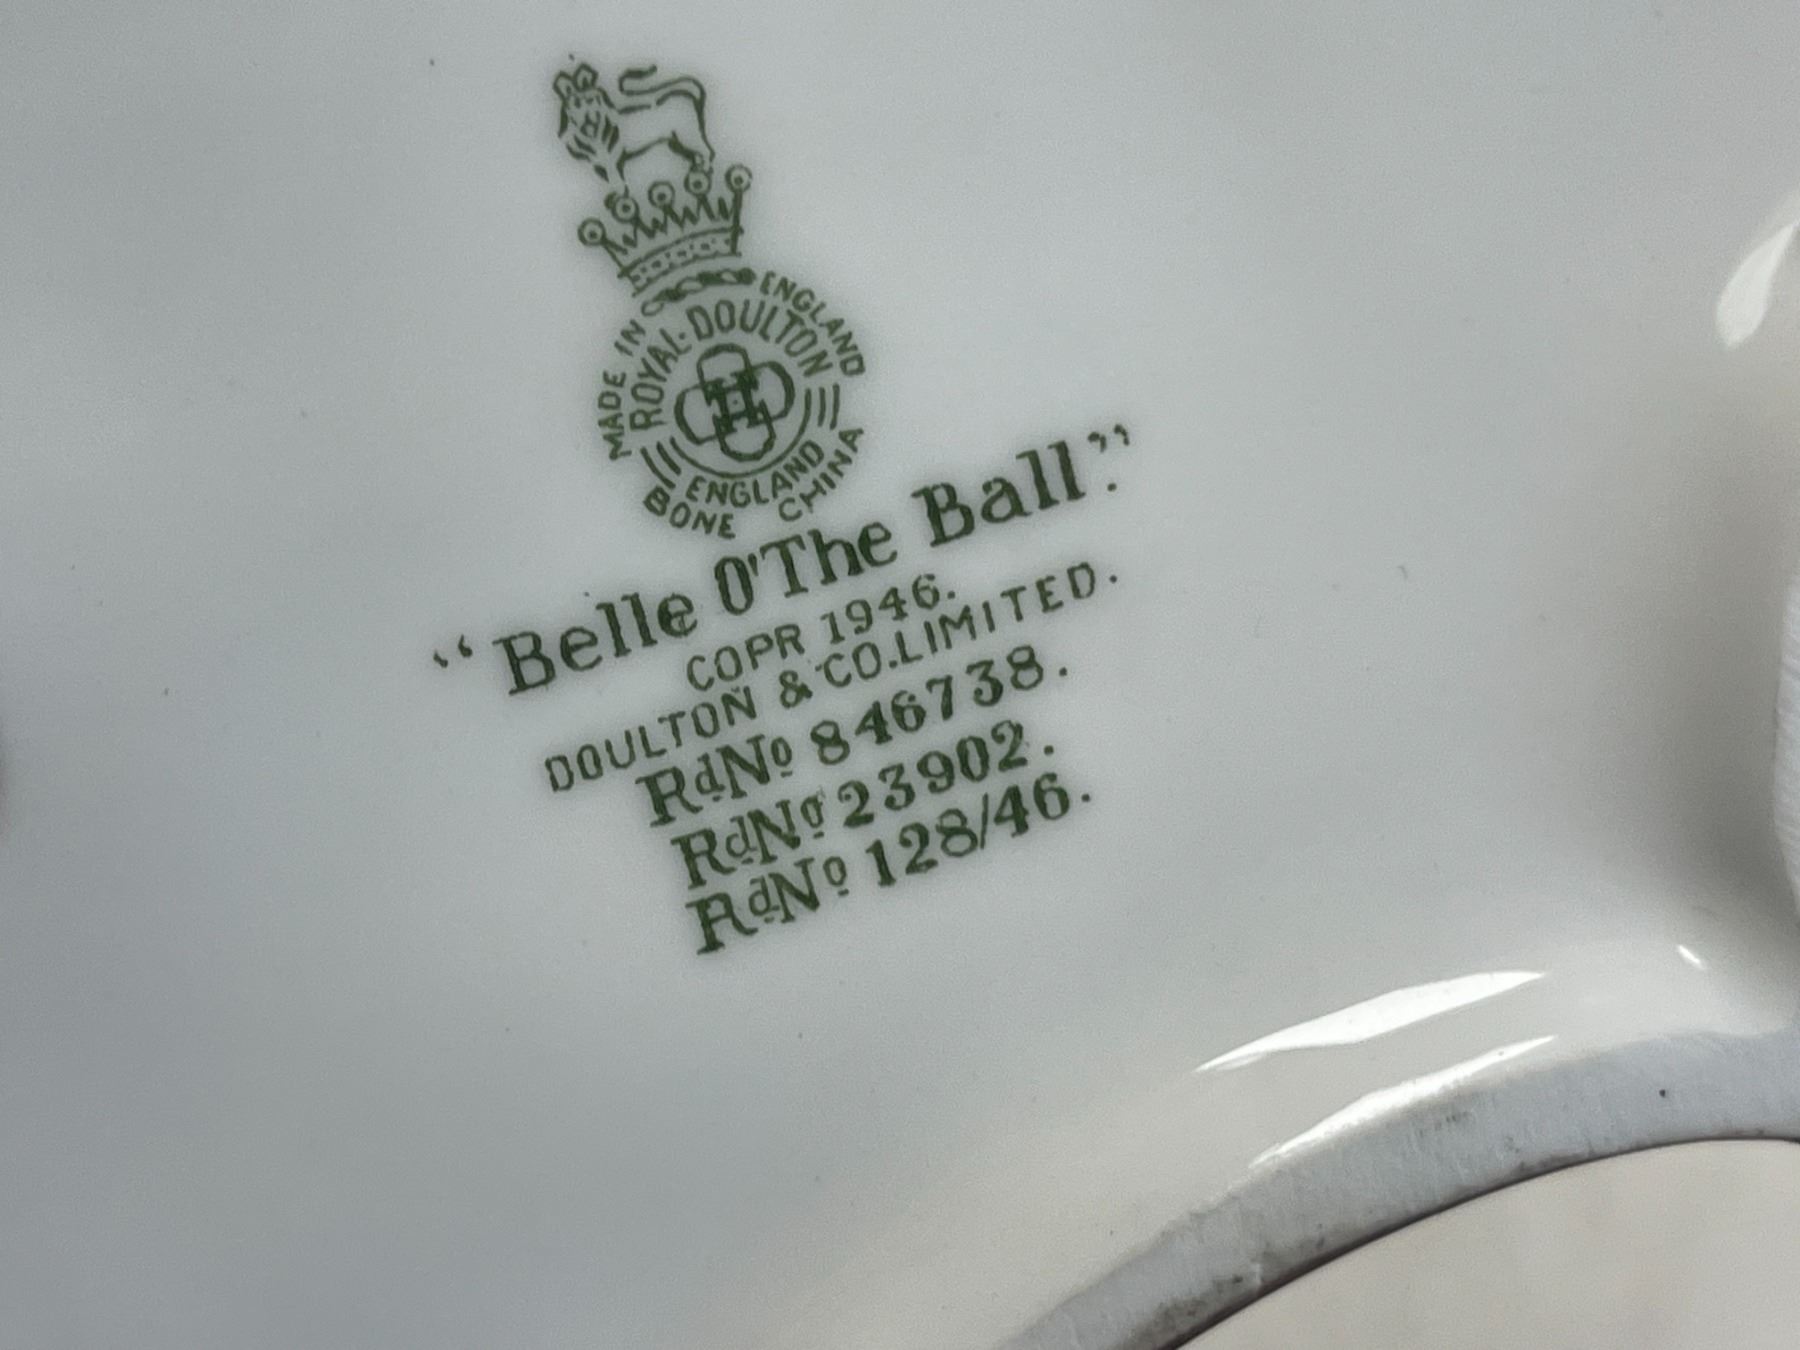 MADE IN ENGLAND
ROYAL·DOULTON
ENGLAND
BONE CHINA
“Belle O'The Ball.”
COPR 1946.
DOULTON & CO.LIMITED.
RdNo 846738.
RdNo 23902.
RdNo 128/46.